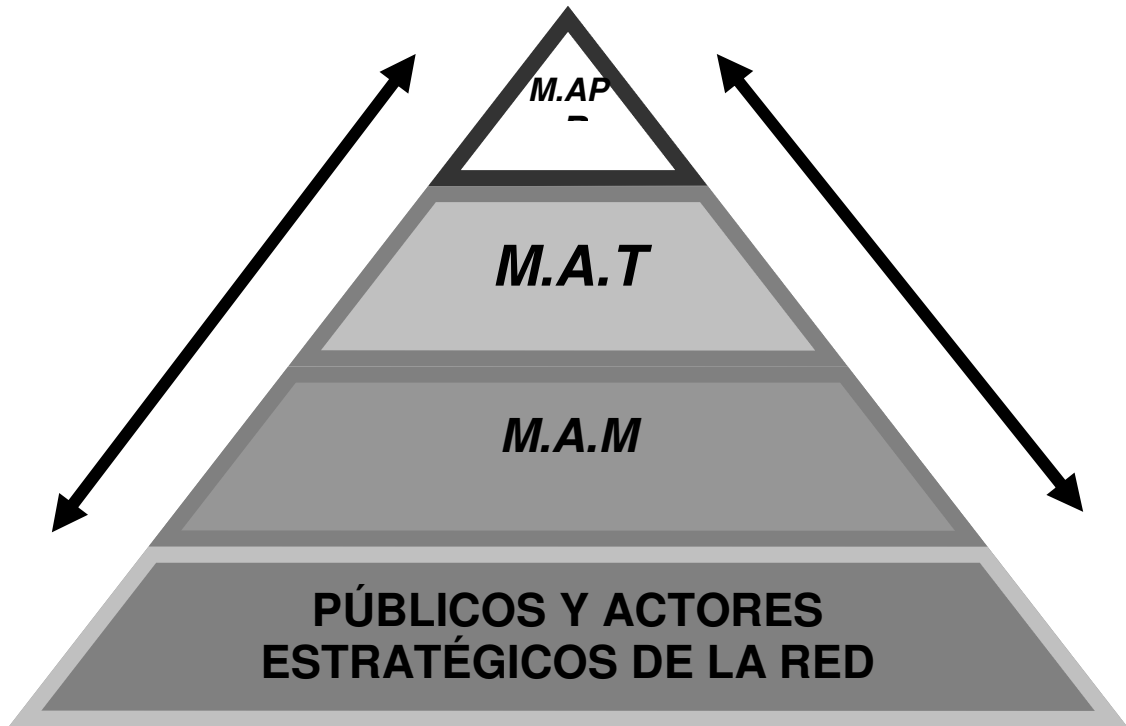 M.AP
M.A.T
M.A.M
PÚBLICOS Y ACTORES
ESTRATÉGICOS DE LA RED